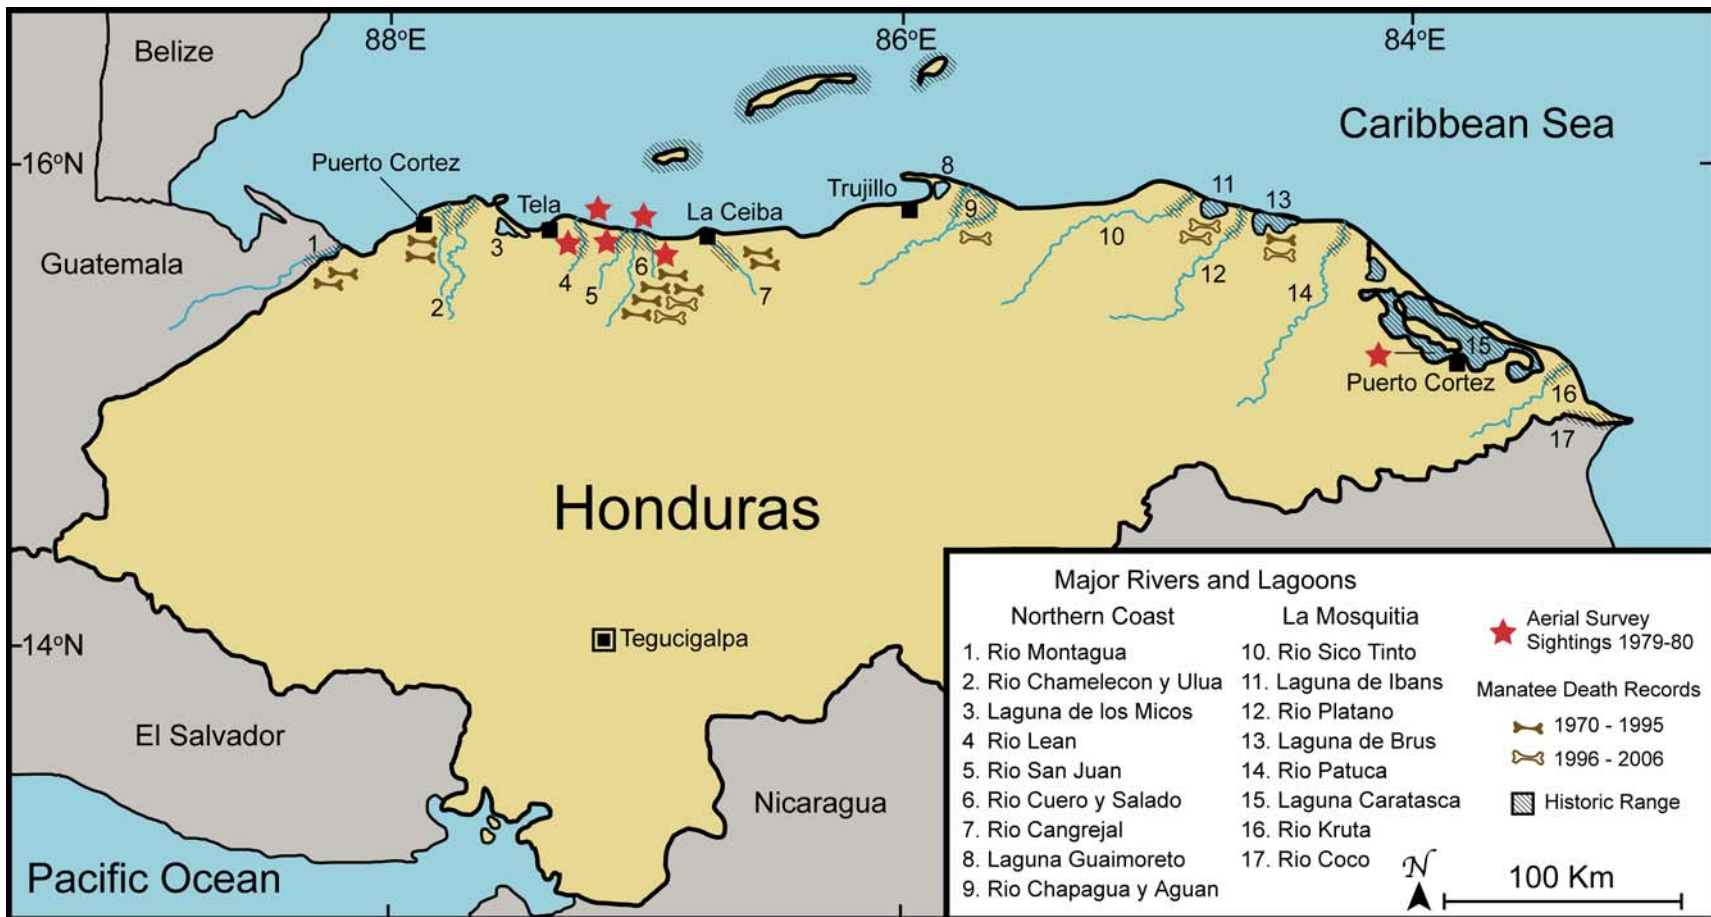 88°E
86°E
84°E
Belize
Caribbean Sea
16°N
Puerto Cortez
Trujillo
8
11
13
Tela
La Ceiba
9
1
3
10
Guatemala
6
4
5
7
12
2
14
15
Puerto Cortez
16
17
Honduras
14°N
Tegucigalpa
El Salvador
Nicaragua
Pacific Ocean
Major Rivers and Lagoons
Northern Coast
1. Rio Montagua
2. Rio Chamelecon y Ulua
3. Laguna de los Micos
4 Rio Lean
5. Rio San Juan
6. Rio Cuero y Salado
7. Rio Cangrejal
8. Laguna Guaimoreto
9. Rio Chapagua y Aguan
La Mosquitia
10. Rio Sico Tinto
11. Laguna de Ibans
12. Rio Platano
13. Laguna de Brus
14. Rio Patuca
15. Laguna Caratasca
16. Rio Kruta
17. Rio Coco
Aerial Survey
Sightings 1979-80
Manatee Death Records
1970 - 1995
1996 - 2006
Historic Range
N
100 Km